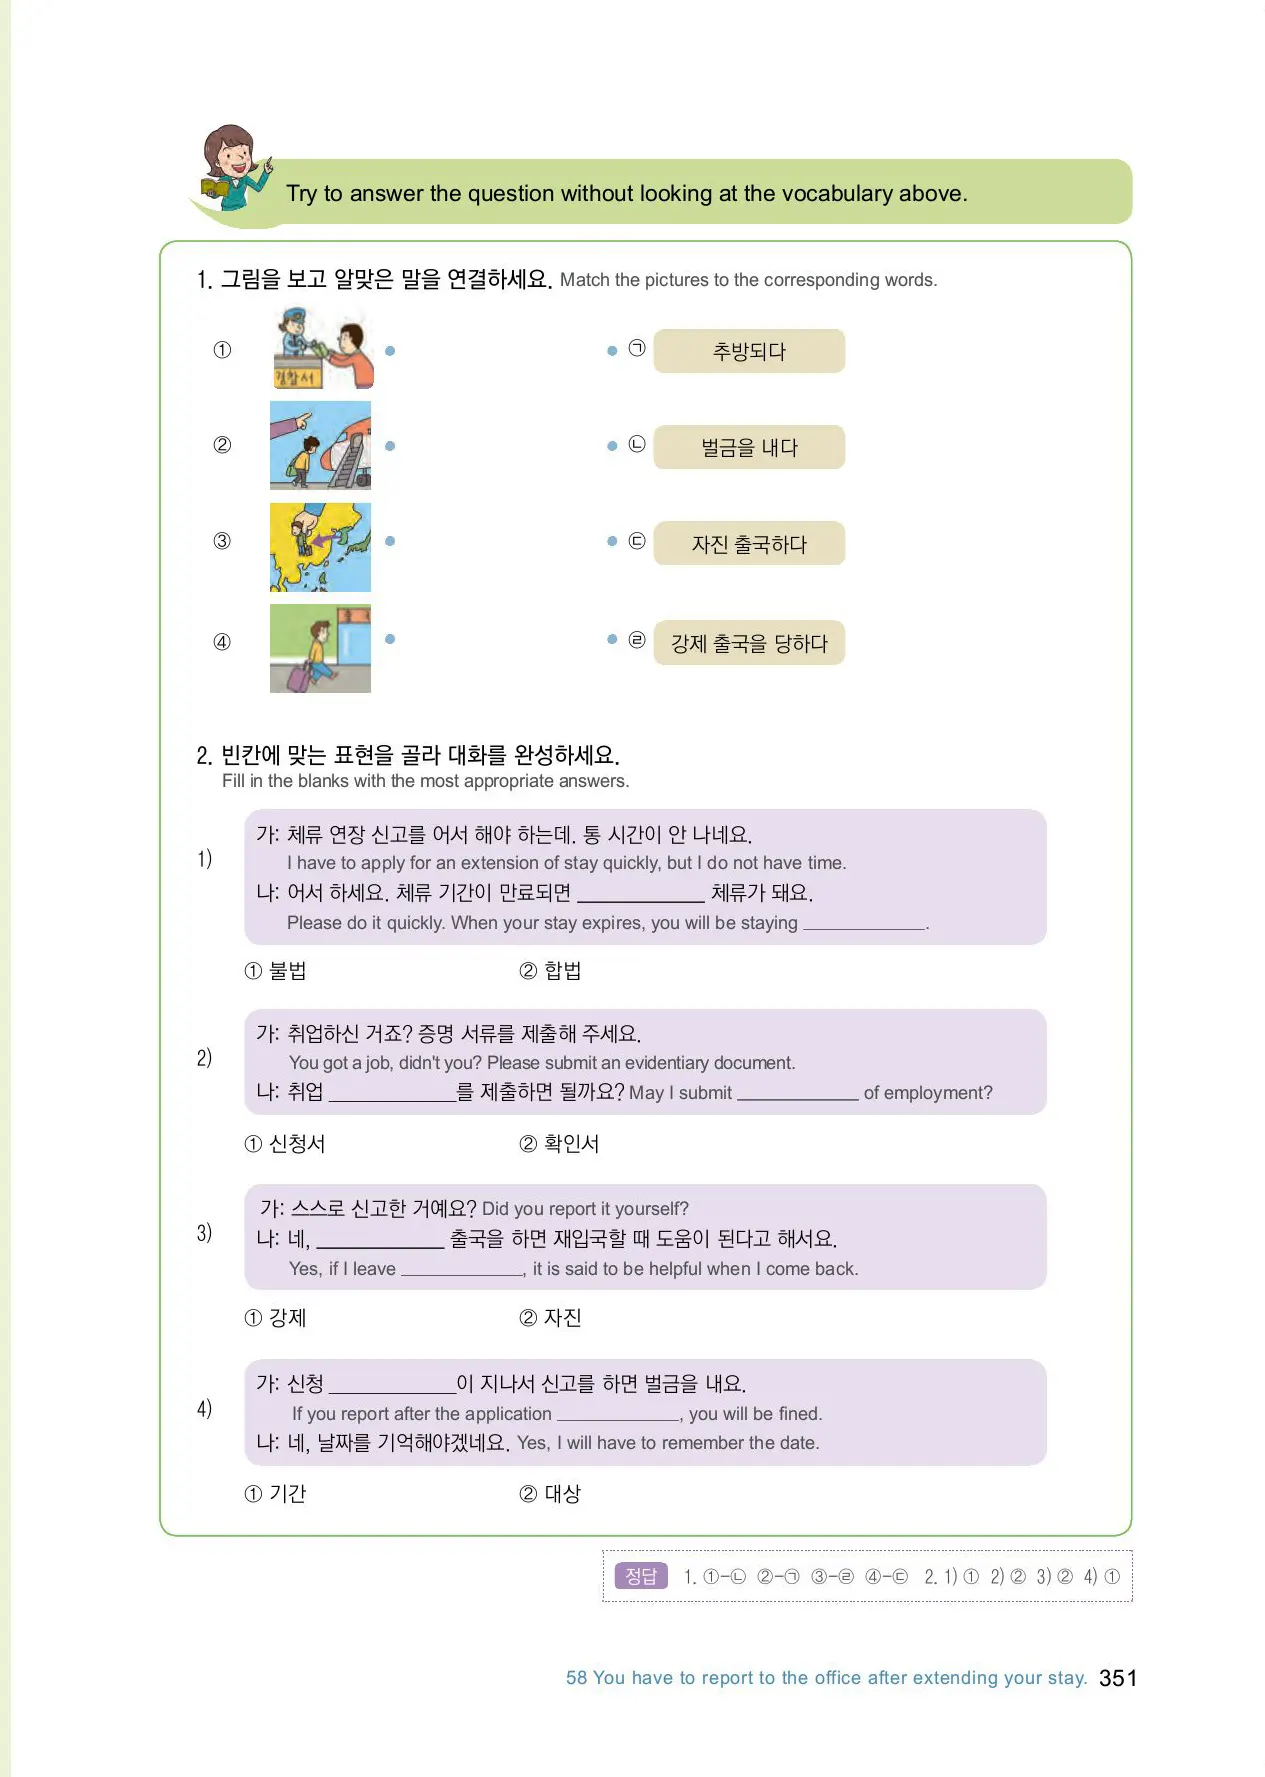 Try to answer the question without looking at the vocabulary above.
1. 그림을 보고 알맞은 말을 연결하세요. Match the pictures to the corresponding words.
① 경찰서 ㉠ 추방되다
② ㉡ 벌금을 내다
③ ㉢ 자진 출국하다
④ ㉣ 강제 출국을 당하다
2. 빈칸에 맞는 표현을 골라 대화를 완성하세요.
Fill in the blanks with the most appropriate answers.
1)
가: 체류 연장 신고를 어서 해야 하는데. 통 시간이 안 나네요.
I have to apply for an extension of stay quickly, but I do not have time.
나: 어서 하세요. 체류 기간이 만료되면 ____________ 체류가 돼요.
Please do it quickly. When your stay expires, you will be staying ____________.
① 불법 ② 합법
2)
가: 취업하신 거죠? 증명 서류를 제출해 주세요.
You got a job, didn't you? Please submit an evidentiary document.
나: 취업 ____________를 제출하면 될까요? May I submit ____________ of employment?
① 신청서 ② 확인서
3)
가: 스스로 신고한 거예요? Did you report it yourself?
나: 네, ____________ 출국을 하면 재입국할 때 도움이 된다고 해서요.
Yes, if I leave ____________, it is said to be helpful when I come back.
① 강제 ② 자진
4)
가: 신청 ____________이 지나서 신고를 하면 벌금을 내요.
If you report after the application ____________, you will be fined.
나: 네, 날짜를 기억해야겠네요. Yes, I will have to remember the date.
① 기간 ② 대상
정답 1. ①-㉡ ②-㉠ ③-㉣ ④-㉢ 2. 1) ① 2) ② 3) ② 4) ①
58 You have to report to the office after extending your stay. 351